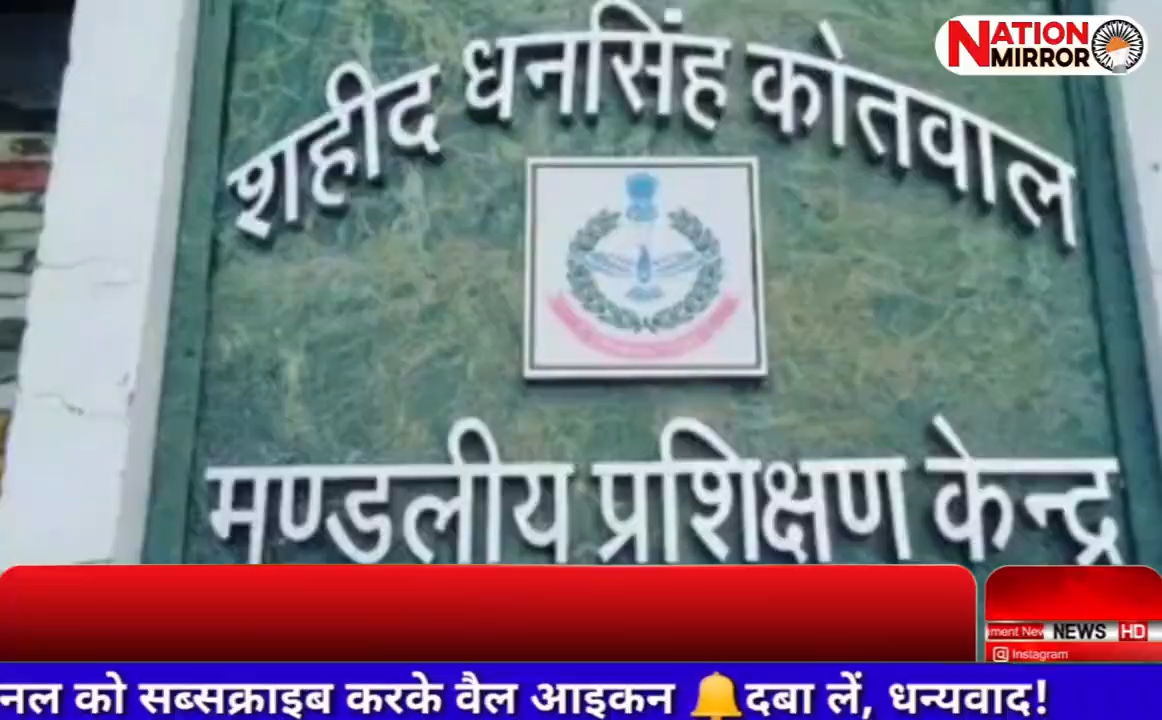 NATION
MIRROR
शहीद धनसिंह कोतवाल
मण्डलीय प्रशिक्षण केन्द्र
NEWS HD
Instagram
नल को सब्सक्राइब करके वैल आइकन 🔔दबा लें, धन्यवाद!